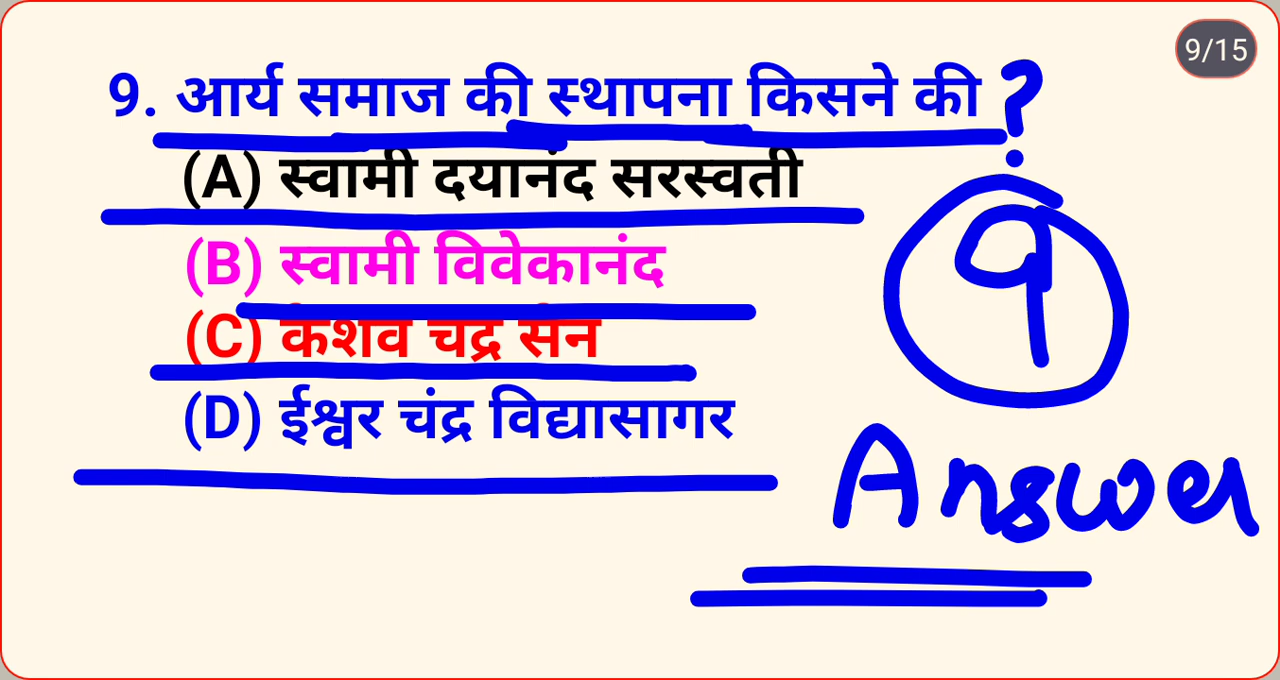 9/15
9. आर्य समाज की स्थापना किसने की ?
(A) स्वामी दयानंद सरस्वती
(B) स्वामी विवेकानंद
(C) केशव चंद्र सेन
(D) ईश्वर चंद्र विद्यासागर
9
Answer